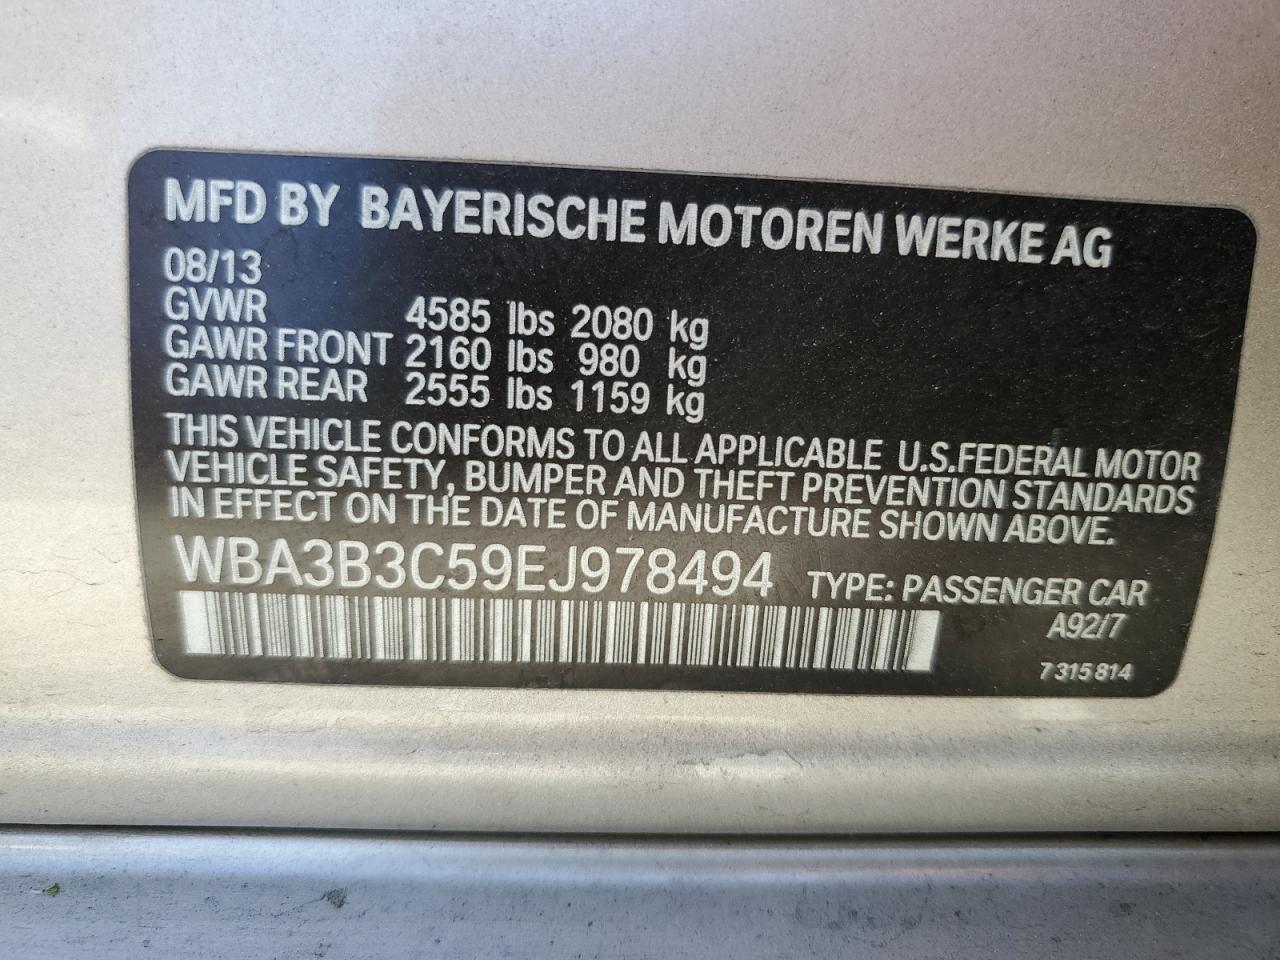 MFD BY BAYERISCHE MOTOREN WERKE AG
08/13
GVWR 4585 lbs 2080 kg
GAWR FRONT 2160 lbs 980 kg
GAWR REAR 2555 lbs 1159 kg
THIS VEHICLE CONFORMS TO ALL APPLICABLE U.S.FEDERAL MOTOR
VEHICLE SAFETY, BUMPER AND THEFT PREVENTION STANDARDS
IN EFFECT ON THE DATE OF MANUFACTURE SHOWN ABOVE.
WBA3B3C59EJ978494 TYPE: PASSENGER CAR
A92/7
7 315 814